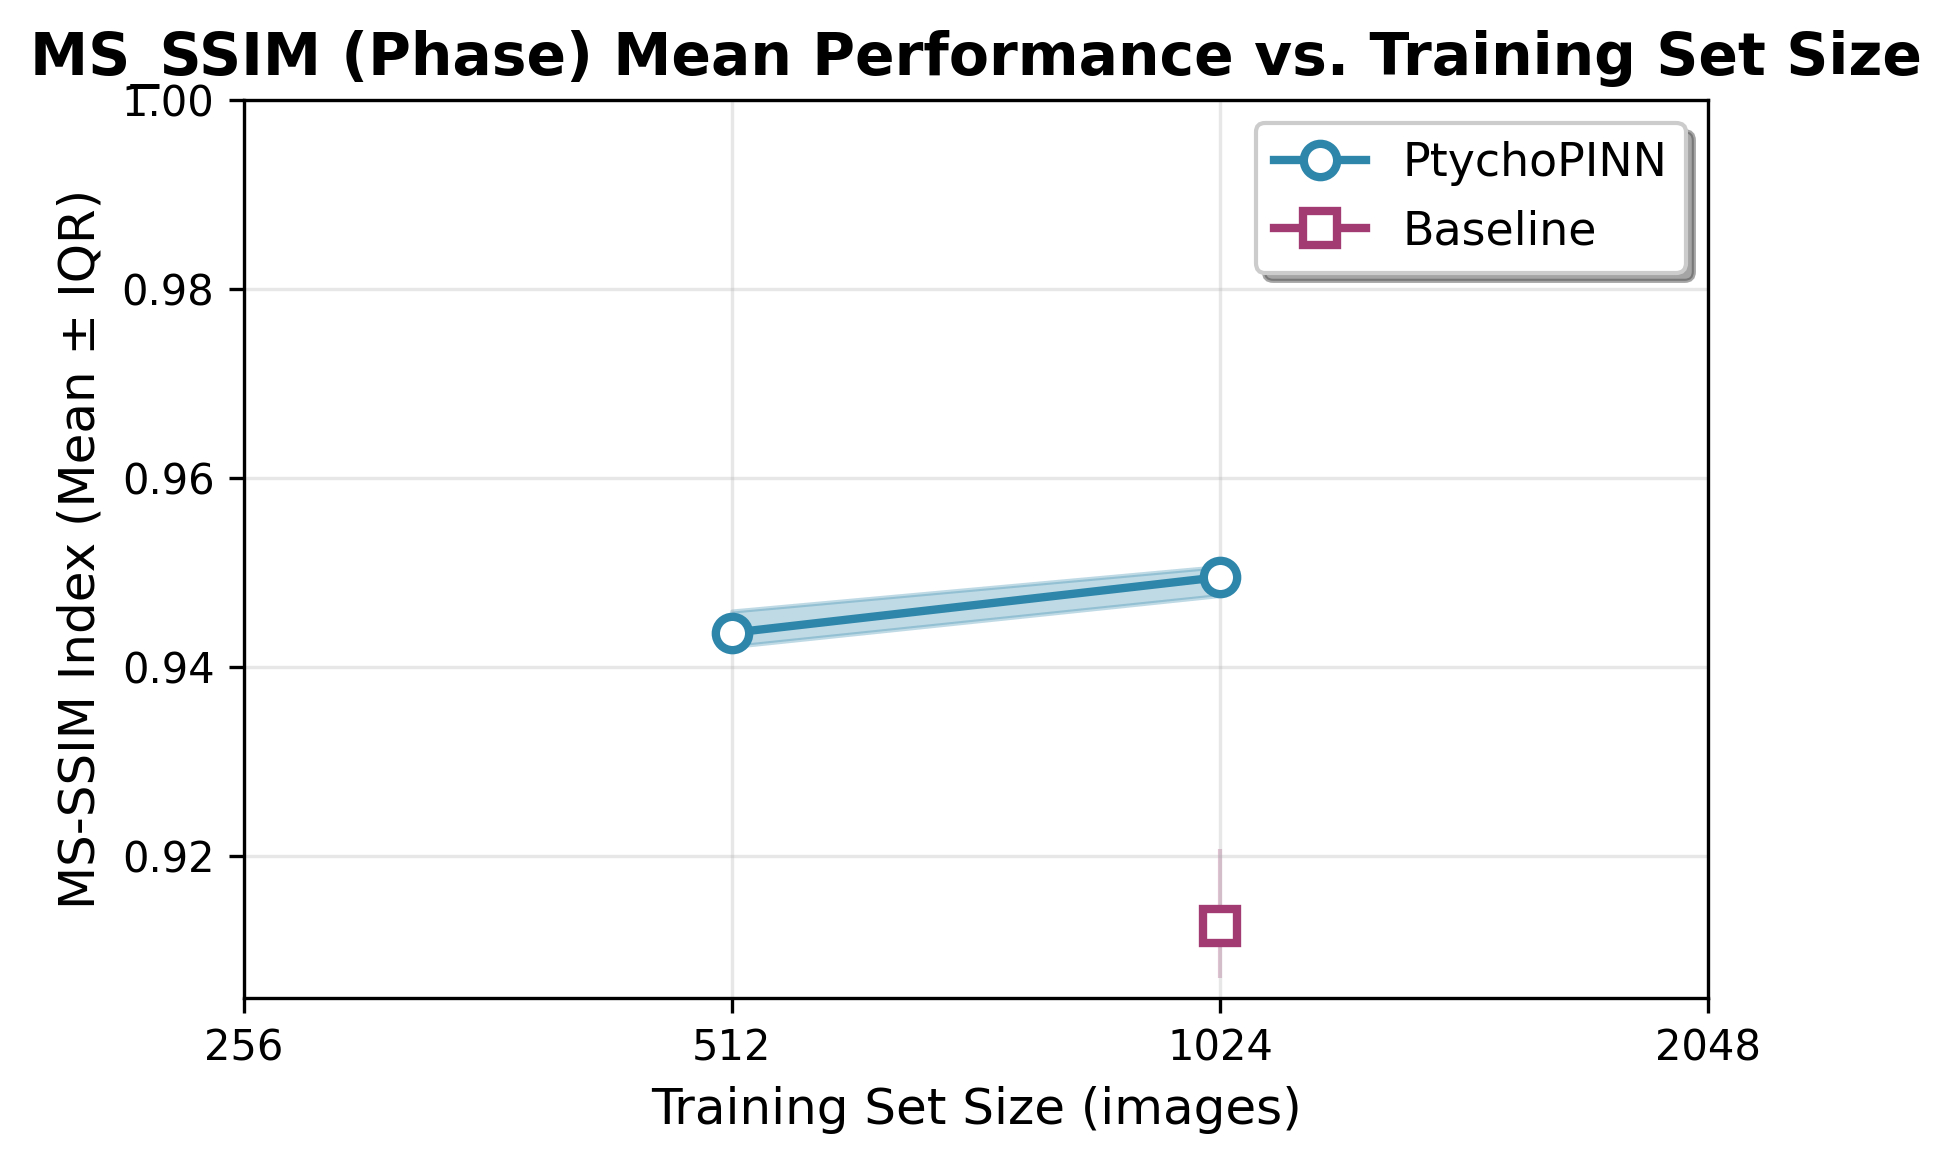 MS_SSIM (Phase) Mean Performance vs. Training Set Size
1.00
0.98
0.96
0.94
0.92
MS-SSIM Index (Mean ± IQR)
PtychoPINN
Baseline
256
512
1024
2048
Training Set Size (images)